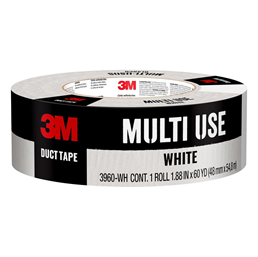 3M
DUCT TAPE
MULTI USE
WHITE
3960-WH CONT. 1 ROLL 1.88 IN x 60 YD (48 mm x 54,8 m)